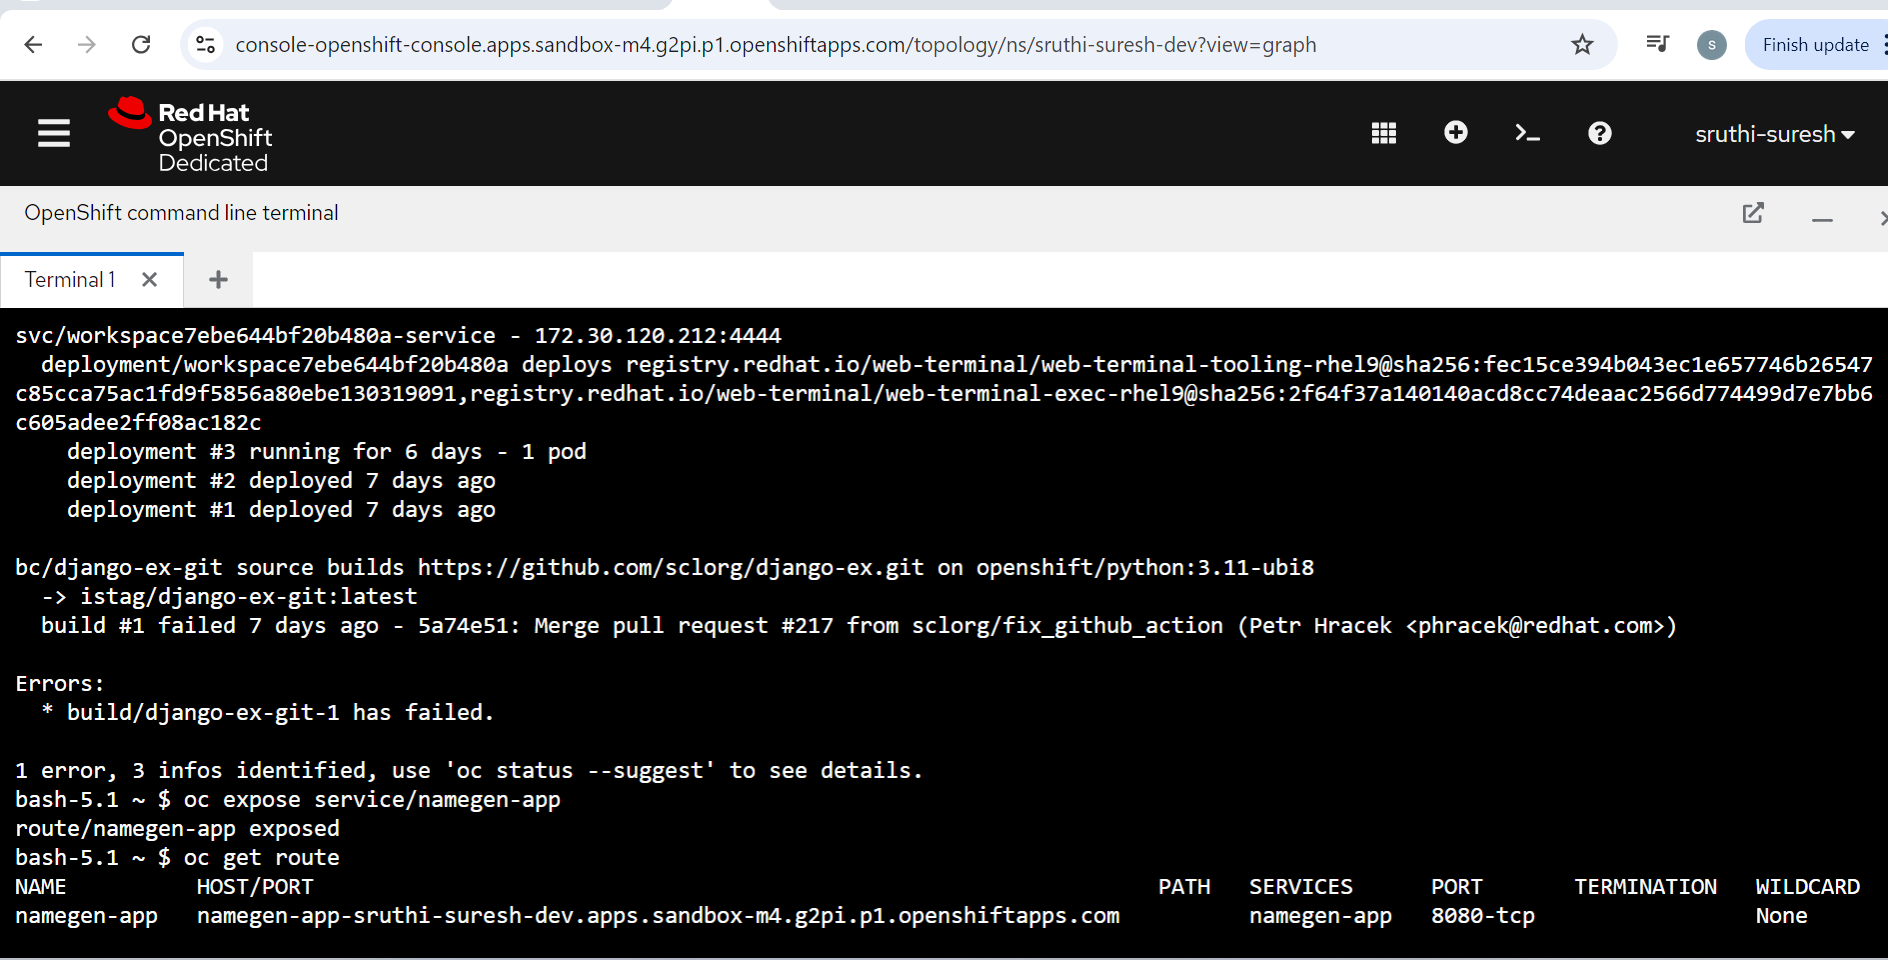 console-openshift-console.apps.sandbox-m4.g2pi.p1.openshiftapps.com/topology/ns/sruthi-suresh-dev?view=graph
s
Finish update
Red Hat
OpenShift
Dedicated
sruthi-suresh
OpenShift command line terminal
Terminal 1
svc/workspace7ebe644bf20b480a-service - 172.30.120.212:4444
  deployment/workspace7ebe644bf20b480a deploys registry.redhat.io/web-terminal/web-terminal-tooling-rhel9@sha256:fec15ce394b043ec1e657746b26547
c85cca75ac1fd9f5856a80ebe130319091,registry.redhat.io/web-terminal/web-terminal-exec-rhel9@sha256:2f64f37a140140acd8cc74deaac2566d774499d7e7bb6
c605adee2ff08ac182c
    deployment #3 running for 6 days - 1 pod
    deployment #2 deployed 7 days ago
    deployment #1 deployed 7 days ago
bc/django-ex-git source builds https://github.com/sclorg/django-ex.git on openshift/python:3.11-ubi8
  -> istag/django-ex-git:latest
  build #1 failed 7 days ago - 5a74e51: Merge pull request #217 from sclorg/fix_github_action (Petr Hracek <phracek@redhat.com>)
Errors:
  * build/django-ex-git-1 has failed.
1 error, 3 infos identified, use 'oc status --suggest' to see details.
bash-5.1 ~ $ oc expose service/namegen-app
route/namegen-app exposed
bash-5.1 ~ $ oc get route
NAME          HOST/PORT                                                                 PATH   SERVICES      PORT       TERMINATION   WILDCARD
namegen-app   namegen-app-sruthi-suresh-dev.apps.sandbox-m4.g2pi.p1.openshiftapps.com          namegen-app   8080-tcp                 None